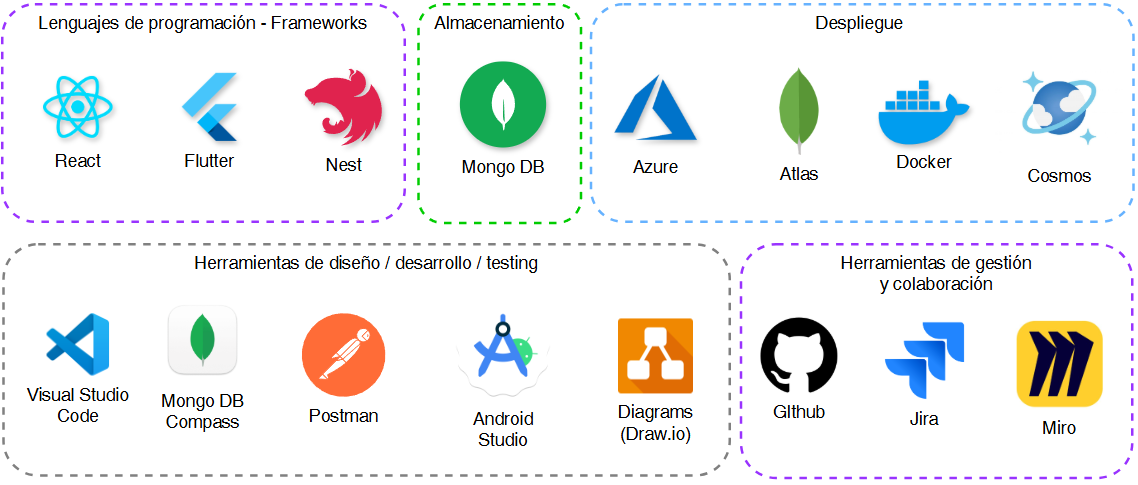 Lenguajes de programación - Frameworks
React
Flutter
Nest
Almacenamiento
Mongo DB
Despliegue
Azure
Atlas
Docker
Cosmos
Herramientas de diseño / desarrollo / testing
Visual Studio
Code
Mongo DB
Compass
Postman
Android
Studio
Diagrams
(Draw.io)
Herramientas de gestión
y colaboración
GIthub
Jira
Miro